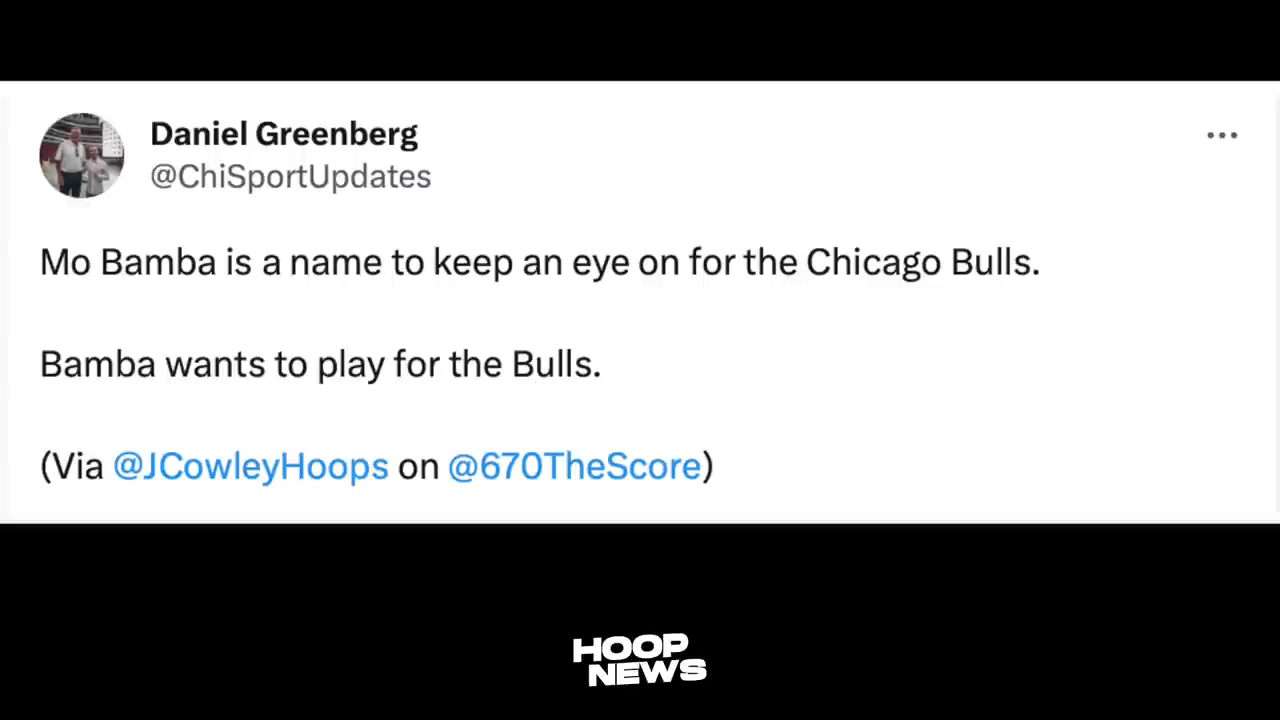 Daniel Greenberg
@ChiSportUpdates
Mo Bamba is a name to keep an eye on for the Chicago Bulls.
Bamba wants to play for the Bulls.
(Via @JCowleyHoops on @670TheScore)
HOOP
NEWS